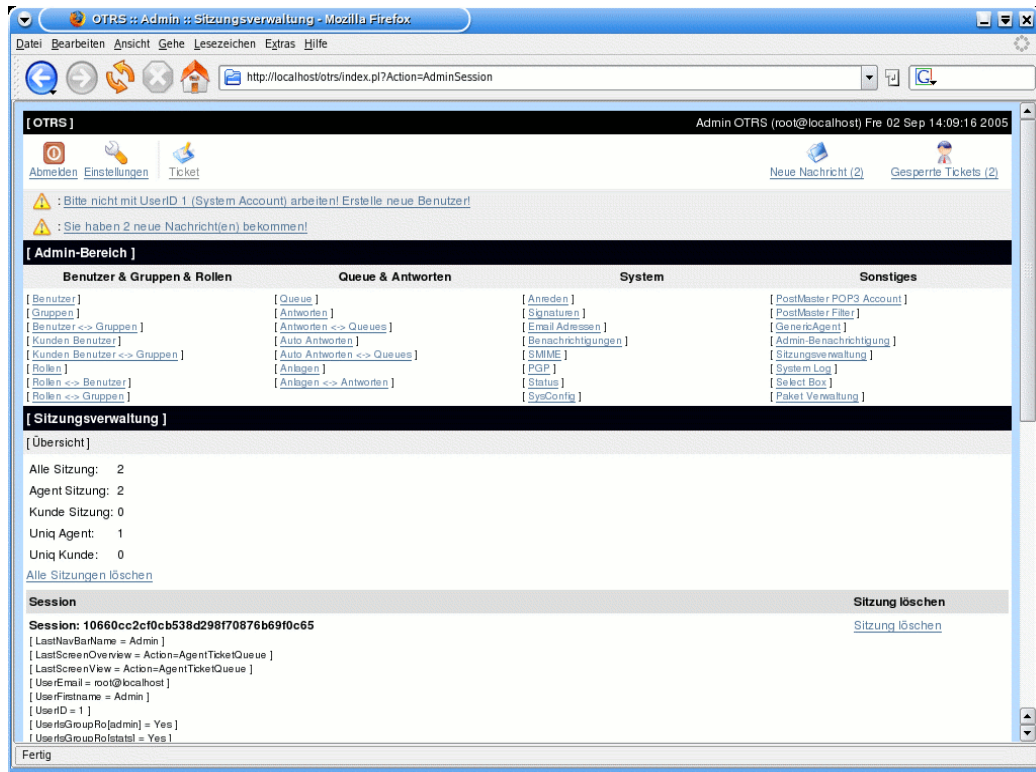 OTRS :: Admin :: Sitzungsverwaltung - Mozilla Firefox
Datei Bearbeiten Ansicht Gehe Lesezeichen Extras Hilfe
http://localhost/otrs/index.pl?Action=AdminSession
[ OTRS ] Admin OTRS (root@localhost) Fre 02 Sep 14:09:16 2005
Abmelden Einstellungen Ticket Neue Nachricht (2) Gesperrte Tickets (2)
: Bitte nicht mit UserID 1 (System Account) arbeiten! Erstelle neue Benutzer!
: Sie haben 2 neue Nachricht(en) bekommen!
[ Admin-Bereich ]
Benutzer & Gruppen & Rollen Queue & Antworten System Sonstiges
[ Benutzer ] [ Queue ] [ Anreden ] [ PostMaster POP3 Account ]
[ Gruppen ] [ Antworten ] [ Signaturen ] [ PostMaster Filter ]
[ Benutzer <-> Gruppen ] [ Antworten <-> Queues ] [ Email Adressen ] [ GenericAgent ]
[ Kunden Benutzer ] [ Auto Antworten ] [ Benachrichtigungen ] [ Admin-Benachrichtigung ]
[ Kunden Benutzer <-> Gruppen ] [ Auto Antworten <-> Queues ] [ SMIME ] [ Sitzungsverwaltung ]
[ Rollen ] [ Anlagen ] [ PGP ] [ System Log ]
[ Rollen <-> Benutzer ] [ Anlagen <-> Antworten ] [ Status ] [ Select Box ]
[ Rollen <-> Gruppen ] [ SysConfig ] [ Paket Verwaltung ]
[ Sitzungsverwaltung ]
[ Übersicht ]
Alle Sitzung: 2
Agent Sitzung: 2
Kunde Sitzung: 0
Uniq Agent: 1
Uniq Kunde: 0
Alle Sitzungen löschen
Session Sitzung löschen
Session: 10660cc2cf0cb538d298f70876b69f0c65 Sitzung löschen
[ LastNavBarName = Admin ]
[ LastScreenOverview = Action=AgentTicketQueue ]
[ LastScreenView = Action=AgentTicketQueue ]
[ UserEmail = root@localhost ]
[ UserFirstname = Admin ]
[ UserID = 1 ]
[ UserIsGroupRo[admin] = Yes ]
[ UserIsGroupRo[stats] = Yes ]
Fertig